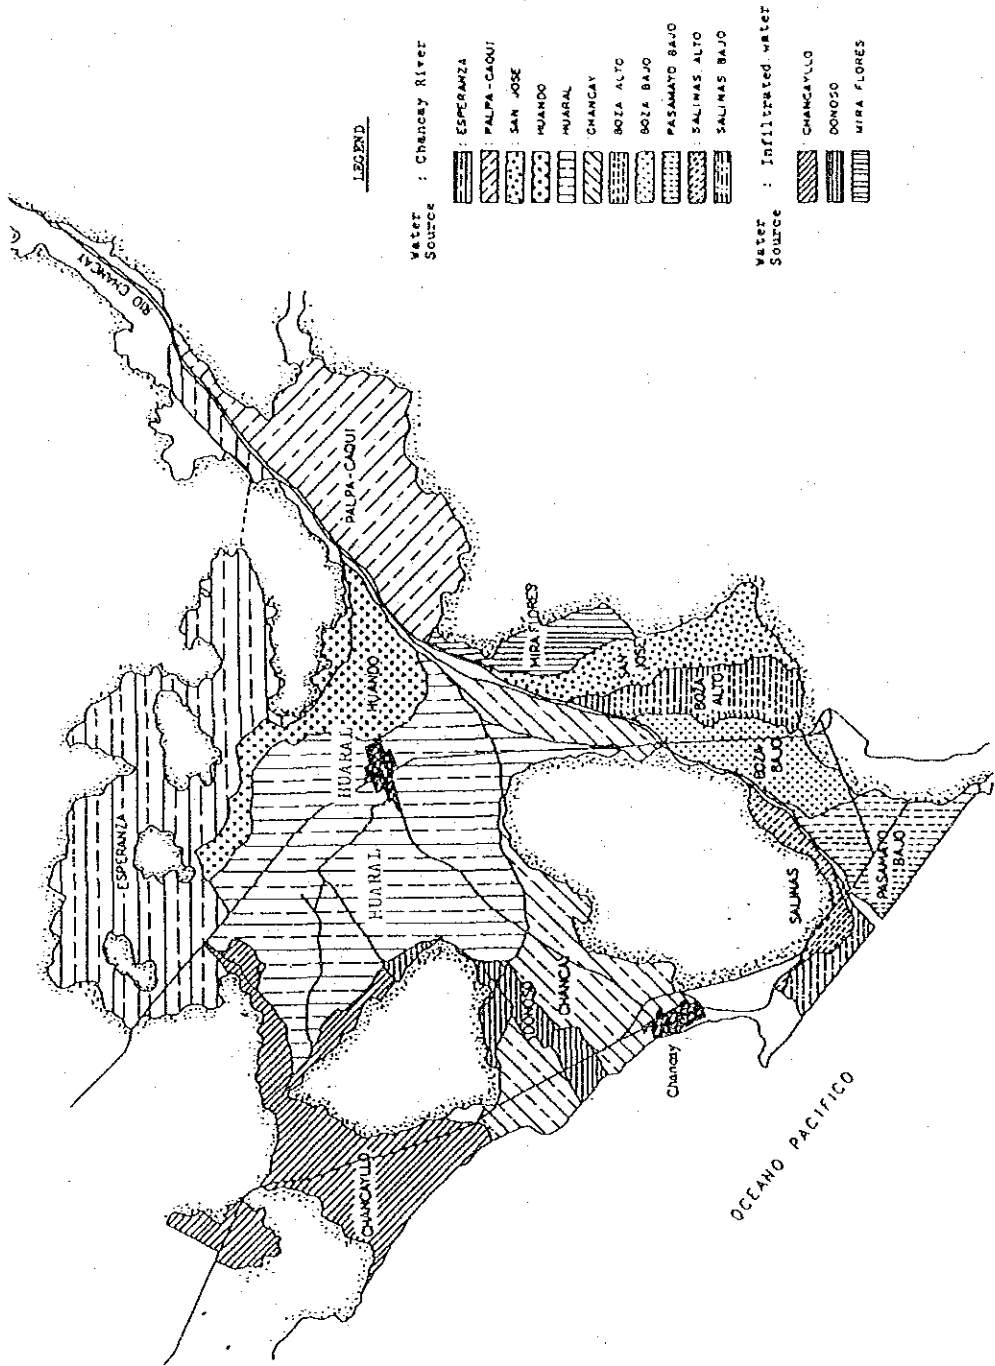 LEGEND
Water Source : Chancay River
: ESPERANZA
: PALPA-CAQUI
: SAN JOSE
: HUANDO
: HUARAL
: CHANCAY
: BOZA ALTO
: BOZA BAJO
: PASAMAYO BAJO
: SALINAS ALTO
: SALINAS BAJO
Water Source : Infiltrated water
: CHANCAYLLO
: DONOSO
: MIRA FLORES
RIO CHANCAY
PALPA-CAQUI
ESPERANZA
HUANDO
HUARAL
HUARAL
MIRA FLORES
SAN JOSE
BOZA ALTO
BOZA BAJO
PASAMAYO BAJO
SALINAS
CHANCAY
DONOSO
Chancay
CHANCAYLLO
OCEANO PACIFICO